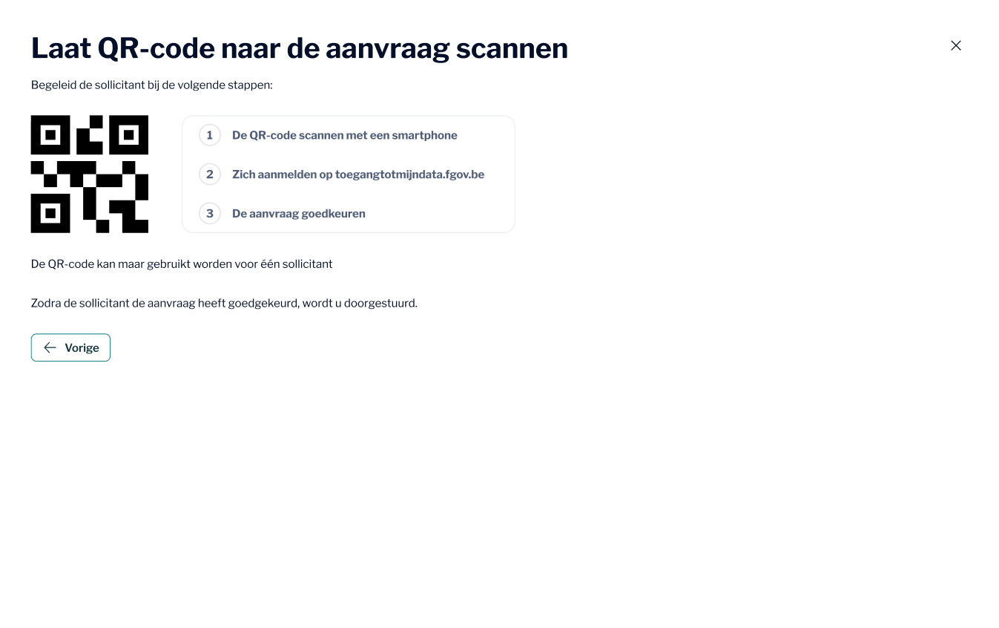 Laat QR-code naar de aanvraag scannen
Begeleid de sollicitant bij de volgende stappen:
1 De QR-code scannen met een smartphone
2 Zich aanmelden op toegangtotmijndata.fgov.be
3 De aanvraag goedkeuren
De QR-code kan maar gebruikt worden voor één sollicitant
Zodra de sollicitant de aanvraag heeft goedgekeurd, wordt u doorgestuurd.
Vorige